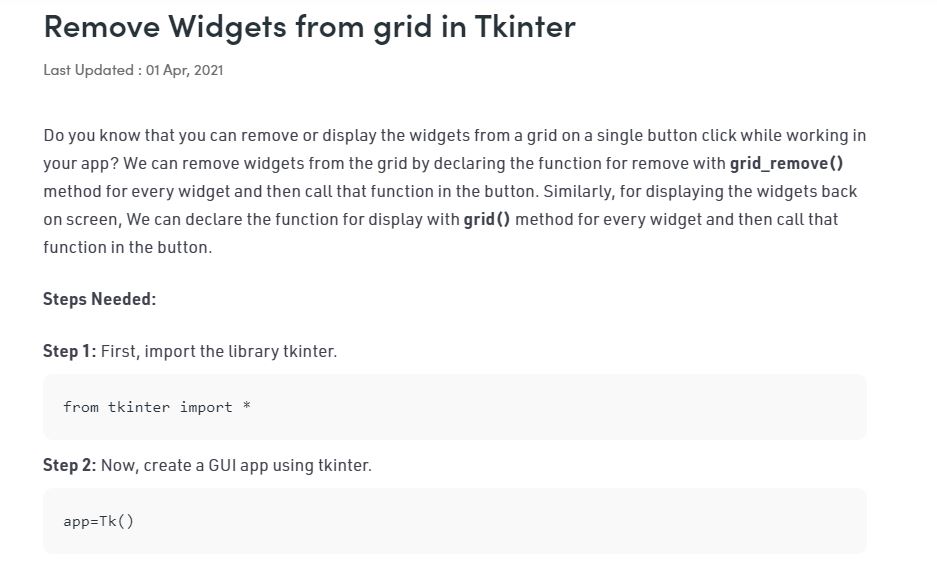 Remove Widgets from grid in Tkinter
Last Updated : 01 Apr, 2021
Do you know that you can remove or display the widgets from a grid on a single button click while working in
your app? We can remove widgets from the grid by declaring the function for remove with grid_remove()
method for every widget and then call that function in the button. Similarly, for displaying the widgets back
on screen, We can declare the function for display with grid() method for every widget and then call that
function in the button.
Steps Needed:
Step 1: First, import the library tkinter.
from tkinter import *
Step 2: Now, create a GUI app using tkinter.
app=Tk()